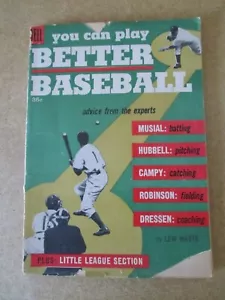 DELL
you can play
BETTER
BASEBALL
advice from the experts
MUSIAL: batting
HUBBELL: pitching
CAMPY: catching
ROBINSON: fielding
DRESSEN: coaching
PLUS: LITTLE LEAGUE SECTION